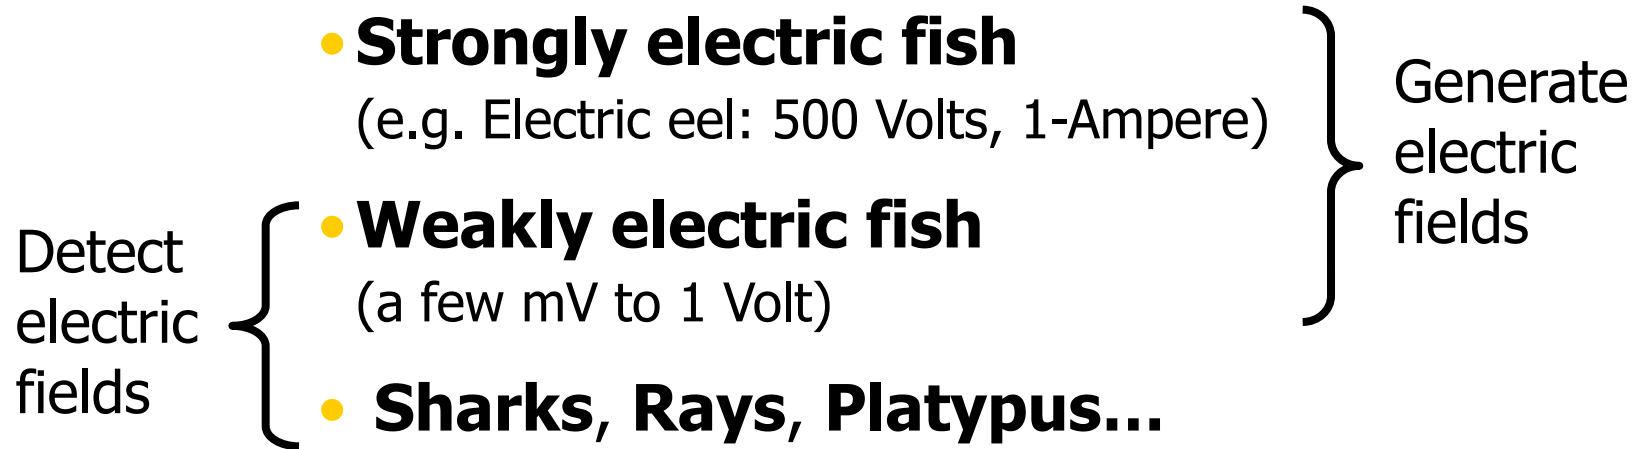 • Strongly electric fish
(e.g. Electric eel: 500 Volts, 1-Ampere)
Generate
electric
fields
• Weakly electric fish
(a few mV to 1 Volt)
Detect
electric
fields
• Sharks, Rays, Platypus...